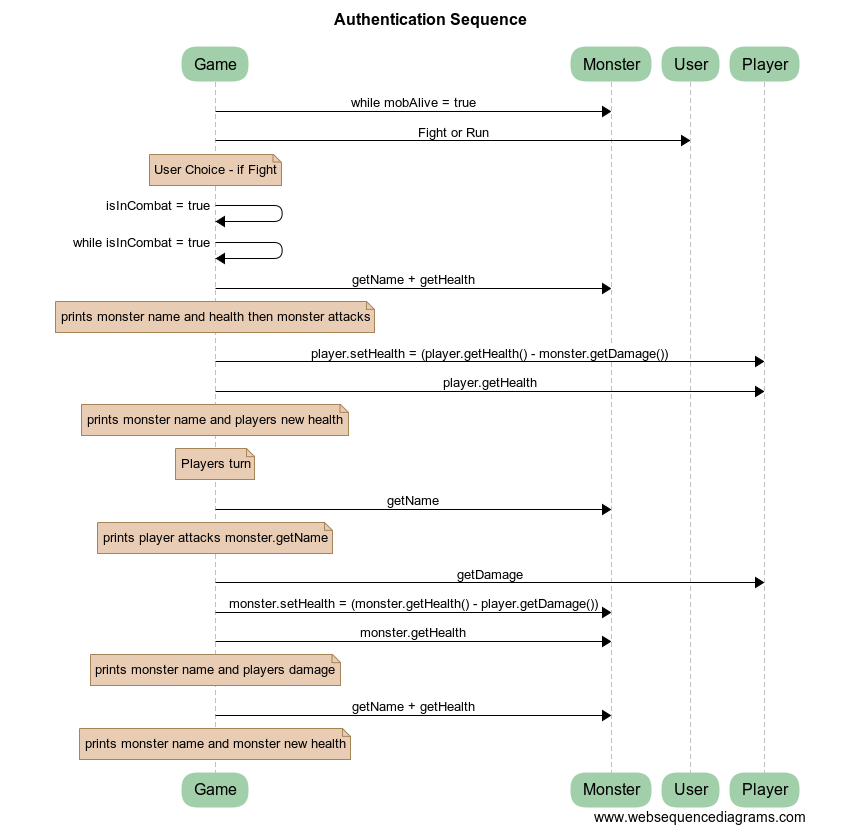 Authentication Sequence
Game
Monster
User
Player
while mobAlive = true
Fight or Run
User Choice - if Fight
isInCombat = true
while isInCombat = true
getName + getHealth
prints monster name and health then monster attacks
player.setHealth = (player.getHealth() - monster.getDamage())
player.getHealth
prints monster name and players new health
Players turn
getName
prints player attacks monster.getName
getDamage
monster.setHealth = (monster.getHealth() - player.getDamage())
monster.getHealth
prints monster name and players damage
getName + getHealth
prints monster name and monster new health
Game
Monster
User
Player
www.websequencediagrams.com